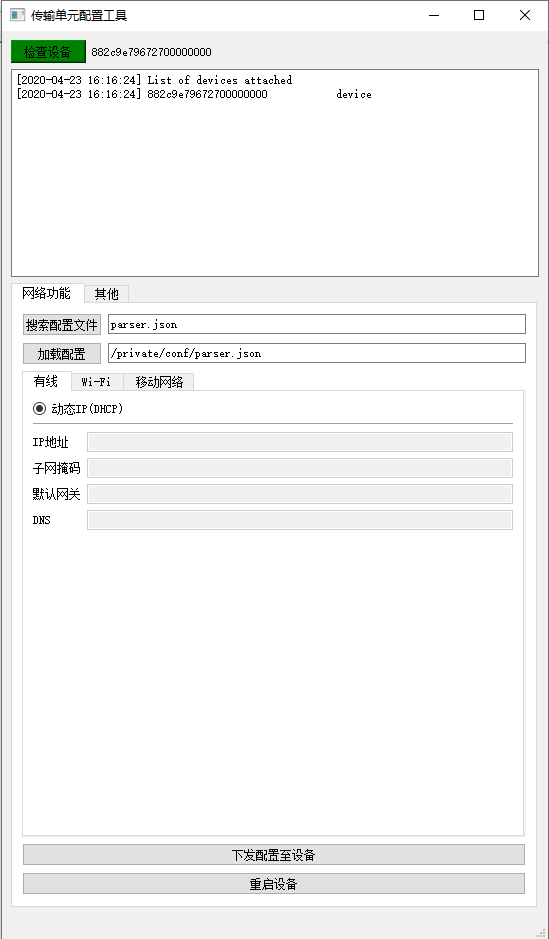 传输单元配置工具
检查设备 882c9e79672700000000
[2020-04-23 16:16:24] List of devices attached
[2020-04-23 16:16:24] 882c9e79672700000000 device
网络功能 其他
搜索配置文件 parser.json
加载配置 /private/conf/parser.json
有线 Wi-Fi 移动网络
动态IP(DHCP)
IP地址
子网掩码
默认网关
DNS
下发配置至设备
重启设备